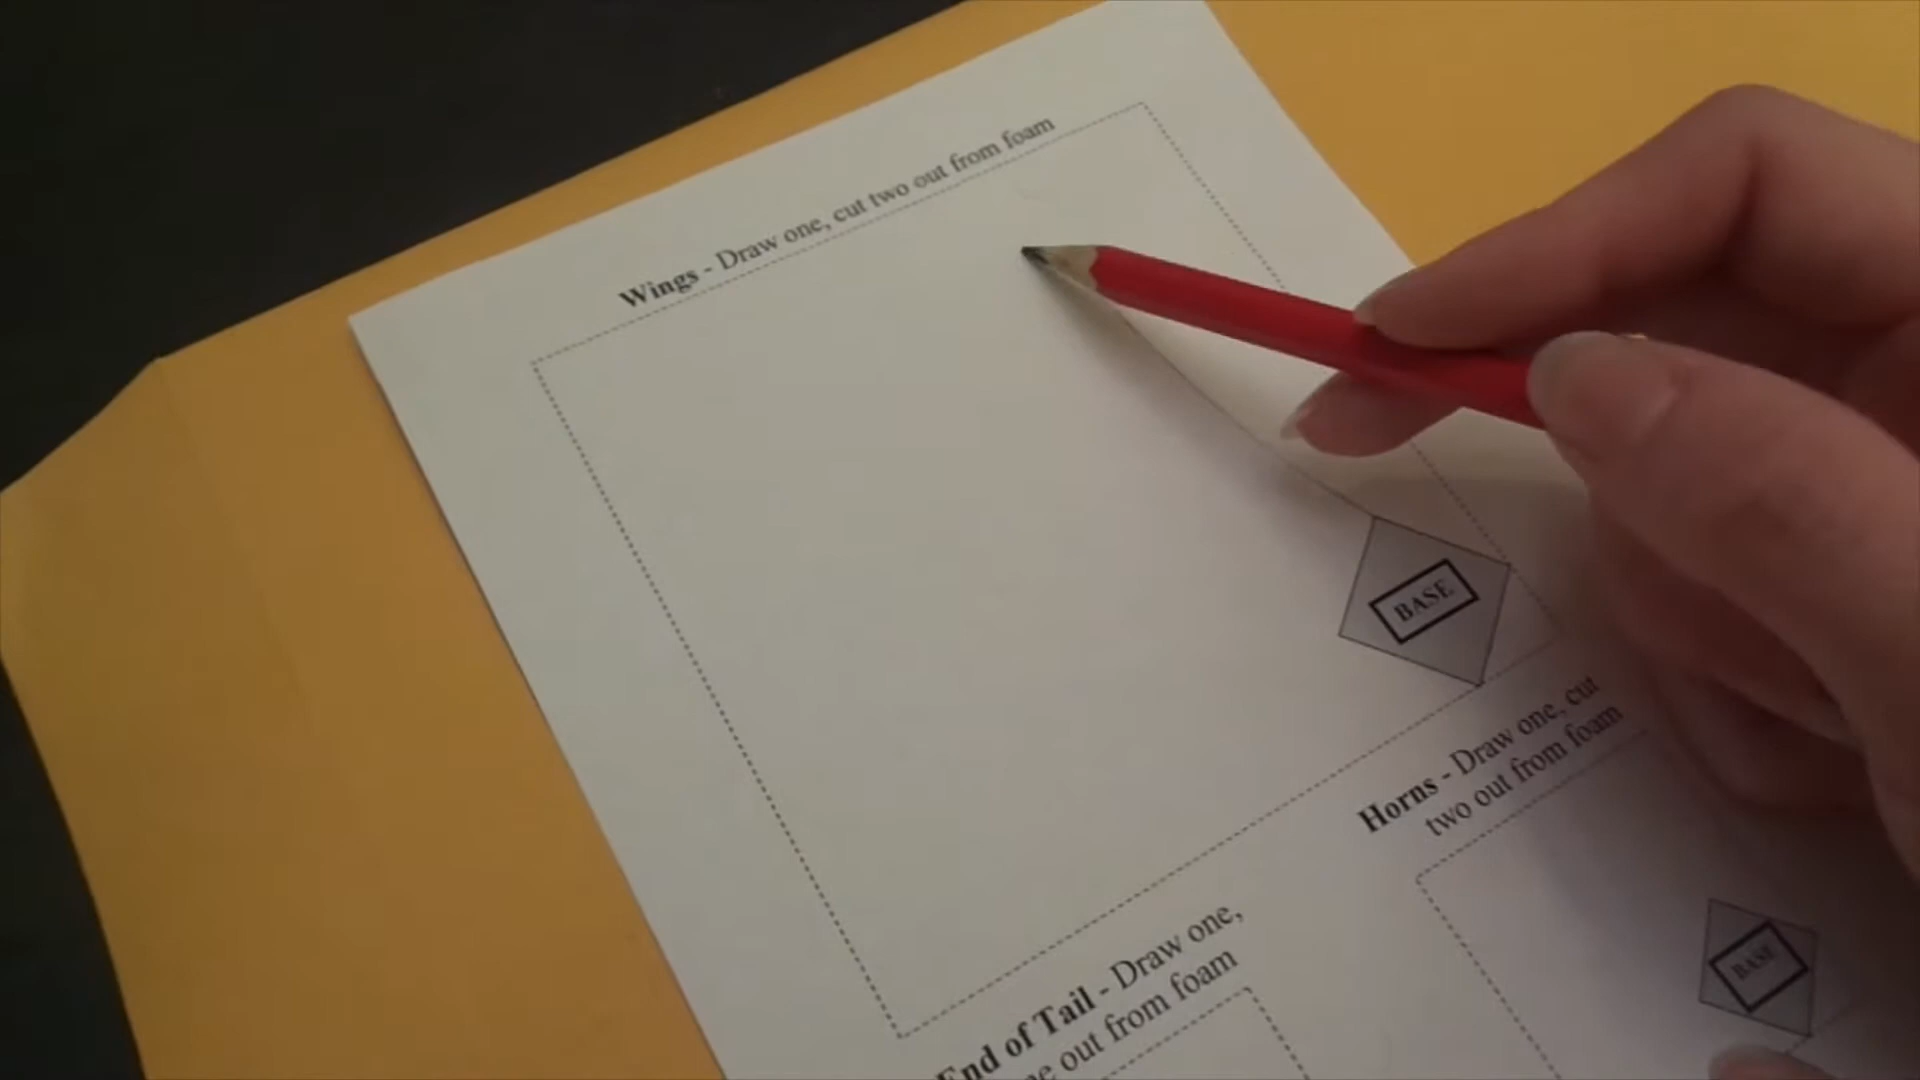 Wings - Draw one, cut two out from foam
BASE
Horns - Draw one, cut
two out from foam
BASE
End of Tail - Draw one,
out from foam